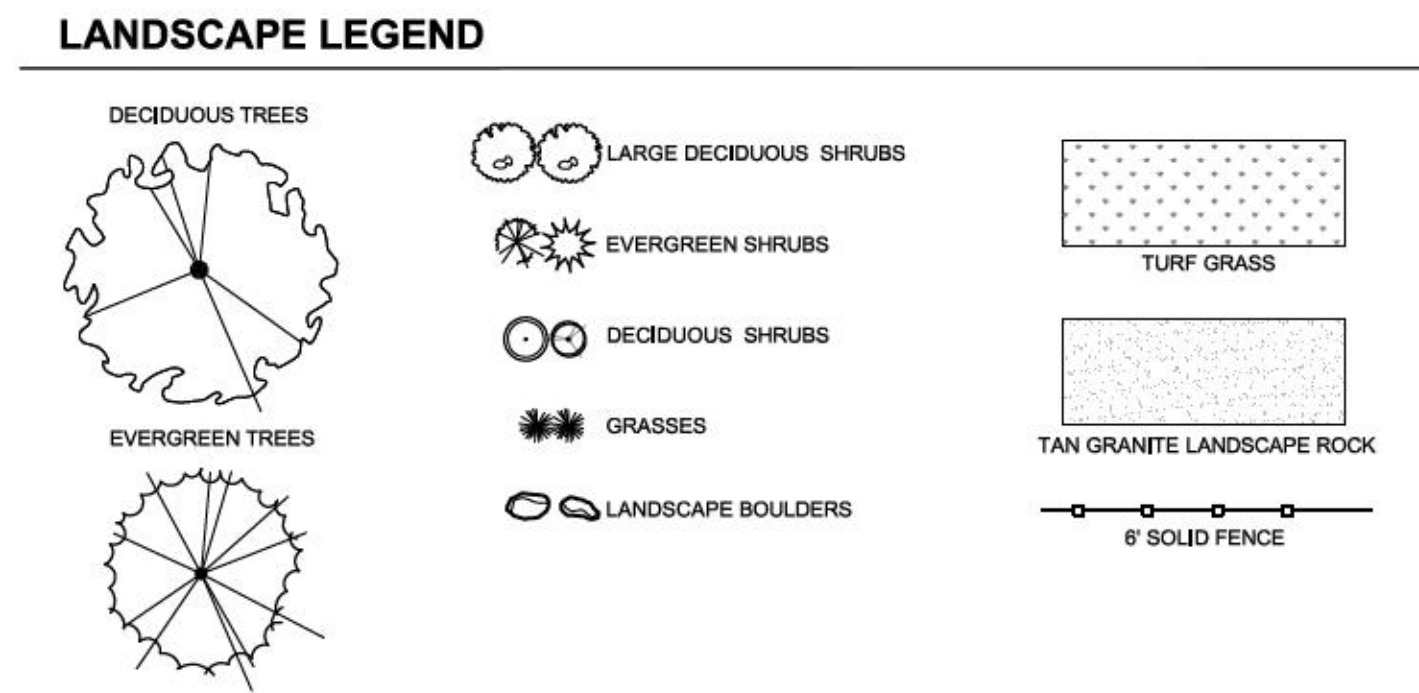 LANDSCAPE LEGEND
DECIDUOUS TREES
EVERGREEN TREES
LARGE DECIDUOUS SHRUBS
EVERGREEN SHRUBS
DECIDUOUS SHRUBS
GRASSES
LANDSCAPE BOULDERS
TURF GRASS
TAN GRANITE LANDSCAPE ROCK
6' SOLID FENCE